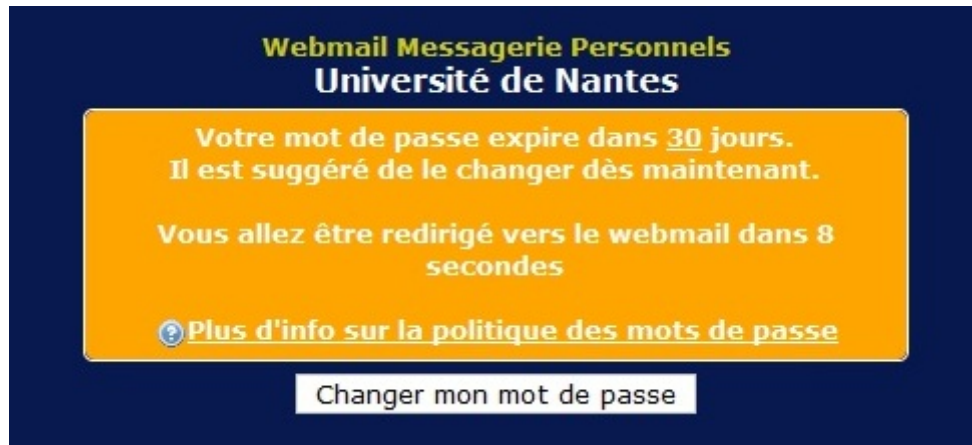 Webmail Messagerie Personnels
Université de Nantes
Votre mot de passe expire dans 30 jours.
Il est suggéré de le changer dès maintenant.
Vous allez être redirigé vers le webmail dans 8
secondes
Plus d'info sur la politique des mots de passe
Changer mon mot de passe